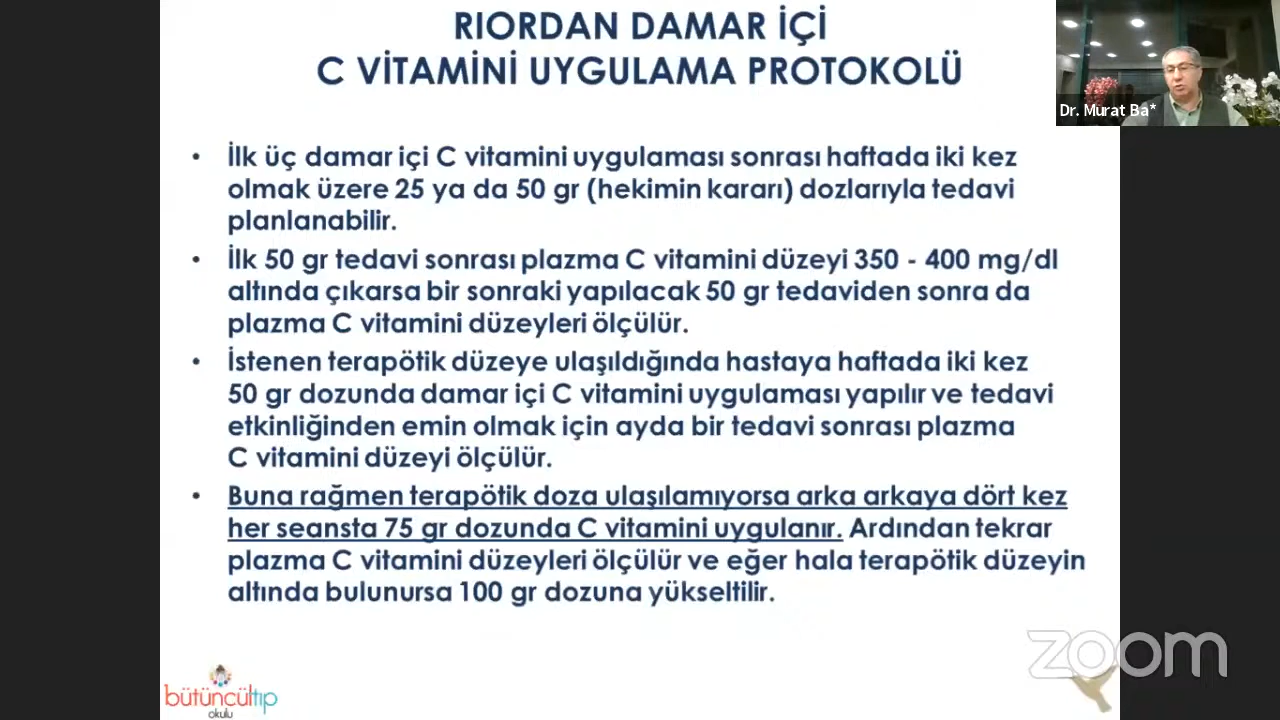 RIORDAN DAMAR İÇİ
C VİTAMİNİ UYGULAMA PROTOKOLÜ
Dr. Murat Ba*
• İlk üç damar içi C vitamini uygulaması sonrası haftada iki kez
olmak üzere 25 ya da 50 gr (hekimin kararı) dozlarıyla tedavi
planlanabilir.
• İlk 50 gr tedavi sonrası plazma C vitamini düzeyi 350 - 400 mg/dl
altında çıkarsa bir sonraki yapılacak 50 gr tedaviden sonra da
plazma C vitamini düzeyleri ölçülür.
• İstenen terapötik düzeye ulaşıldığında hastaya haftada iki kez
50 gr dozunda damar içi C vitamini uygulaması yapılır ve tedavi
etkinliğinden emin olmak için ayda bir tedavi sonrası plazma
C vitamini düzeyi ölçülür.
• Buna rağmen terapötik doza ulaşılamıyorsa arka arkaya dört kez
her seansta 75 gr dozunda C vitamini uygulanır. Ardından tekrar
plazma C vitamini düzeyleri ölçülür ve eğer hala terapötik düzeyin
altında bulunursa 100 gr dozuna yükseltilir.
zoom
bütüncültıp
okulu